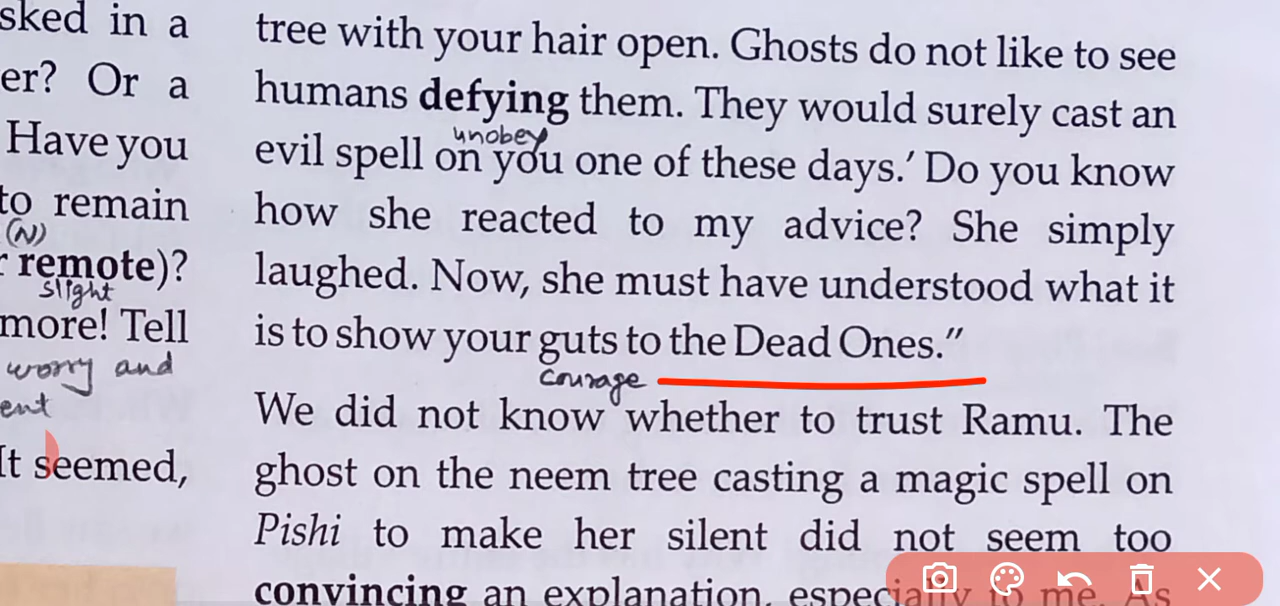 sked in a
er? Or a
Have you
to remain
(N)
r remote)?
slight
more! Tell
worry and
ent
It seemed,
tree with your hair open. Ghosts do not like to see
humans defying them. They would surely cast an
unobey
evil spell on you one of these days.' Do you know
how she reacted to my advice? She simply
laughed. Now, she must have understood what it
is to show your guts to the Dead Ones."
courage
We did not know whether to trust Ramu. The
ghost on the neem tree casting a magic spell on
Pishi to make her silent did not seem too
convincing an explanation, especially to me. As